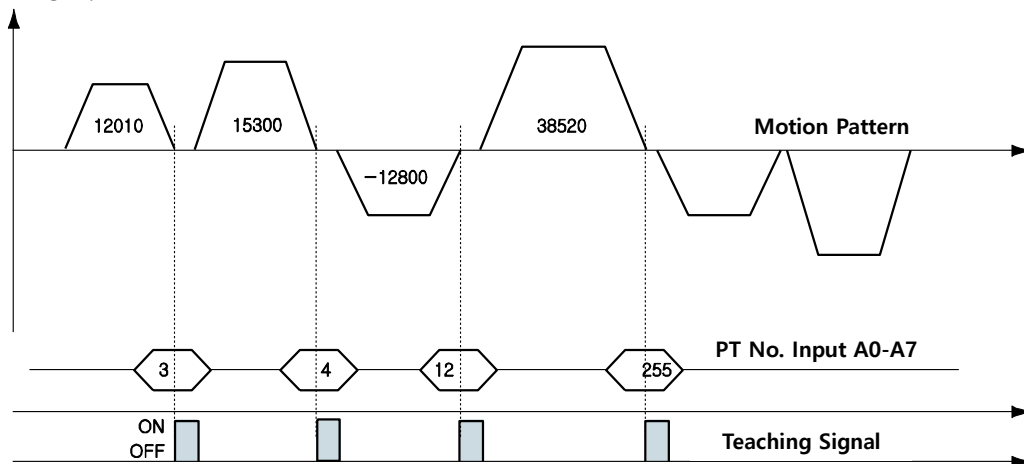 12010
15300
38520
Motion Pattern
−12800
PT No. Input A0-A7
3
4
12
255
ON
OFF
Teaching Signal